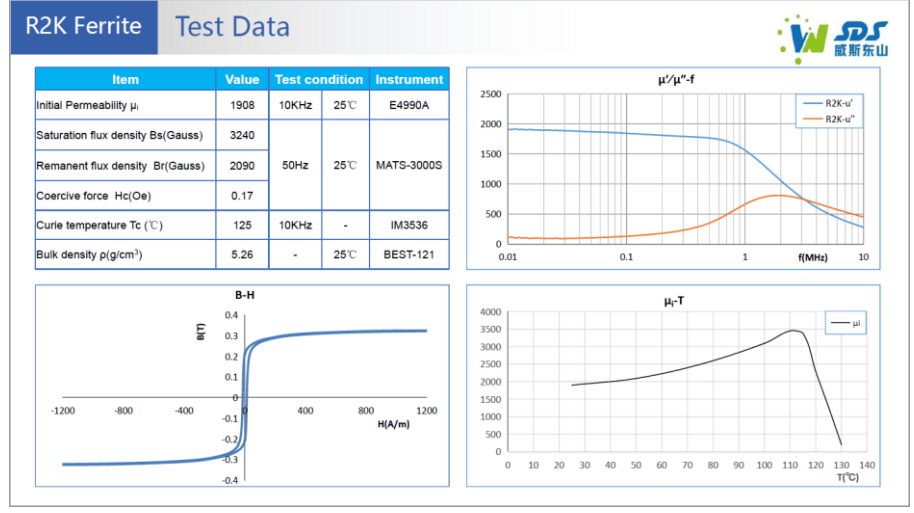 R2K Ferrite
Test Data
SDS
威斯东山
Item Value Test condition Instrument
Initial Permeability μi 1908 10KHz 25℃ E4990A
Saturation flux density Bs(Gauss) 3240
Remanent flux density Br(Gauss) 2090 50Hz 25℃ MATS-3000S
Coercive force Hc(Oe) 0.17
Curie temperature Tc (℃) 125 10KHz - IM3536
Bulk density ρ(g/cm³) 5.26 - 25℃ BEST-121
μ'/μ"-f
2500
2000
1500
1000
500
0
R2K-u'
R2K-u"
0.01 0.1 1 f(MHz) 10
B-H
B(T)
0.4
0.3
0.2
0.1
0
-0.1
-0.2
-0.3
-0.4
-1200 -800 -400 0 400 800 1200
H(A/m)
μi-T
4000
3500
3000
2500
2000
1500
1000
500
0
μi
0 10 20 30 40 50 60 70 80 90 100 110 120 130 140
T(℃)